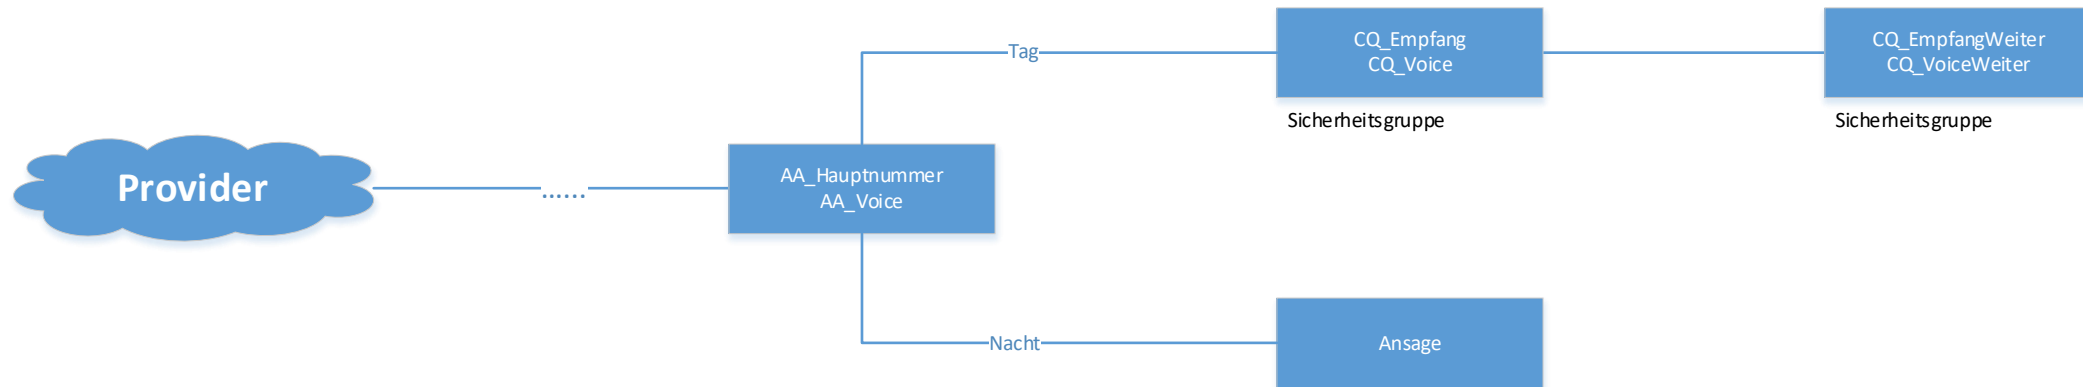 Provider
......
AA_Hauptnummer
AA_Voice
Tag
CQ_Empfang
CQ_Voice
Sicherheitsgruppe
CQ_EmpfangWeiter
CQ_VoiceWeiter
Sicherheitsgruppe
Nacht
Ansage